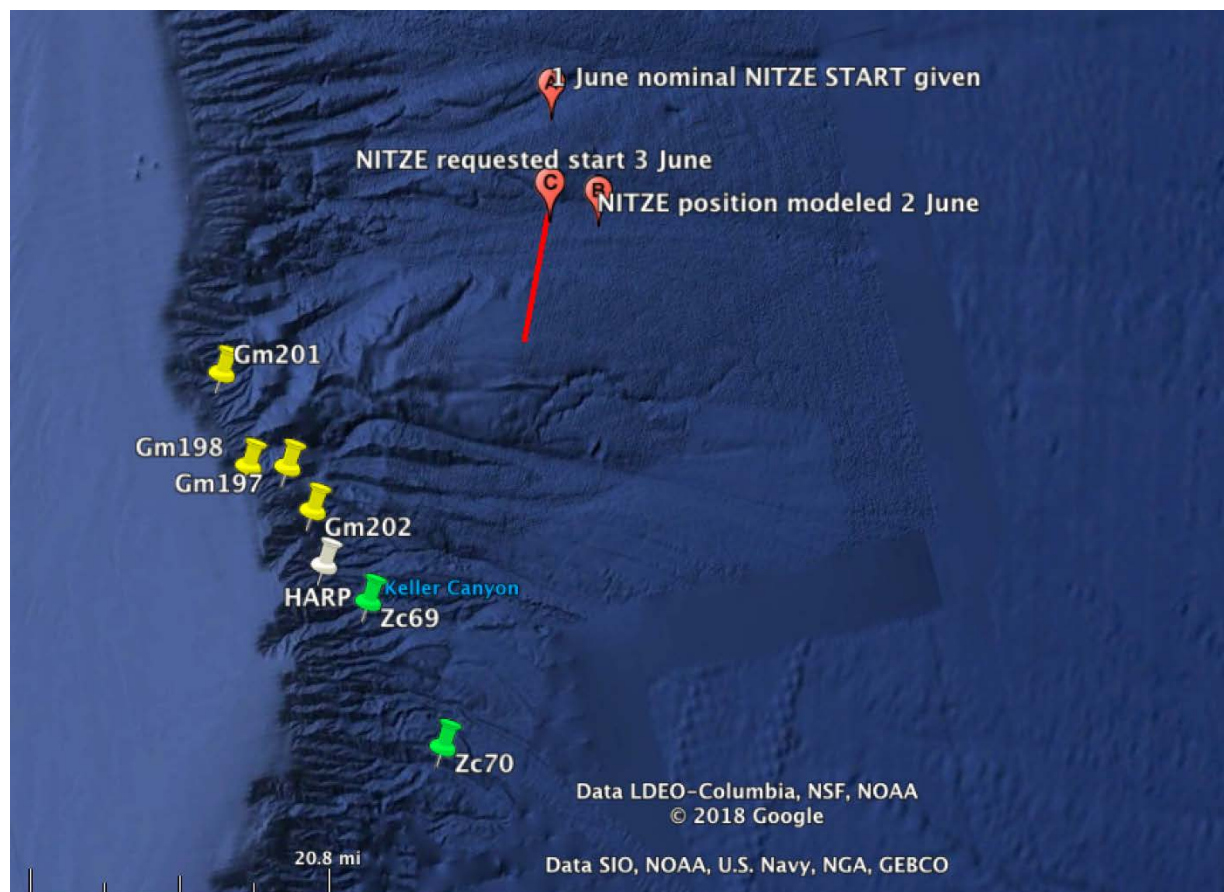 A
1 June nominal NITZE START given
NITZE requested start 3 June
C
B
NITZE position modeled 2 June
Gm201
Gm198
Gm197
Gm202
HARP
Keller Canyon
Zc69
Zc70
Data LDEO-Columbia, NSF, NOAA
© 2018 Google
20.8 mi
Data SIO, NOAA, U.S. Navy, NGA, GEBCO